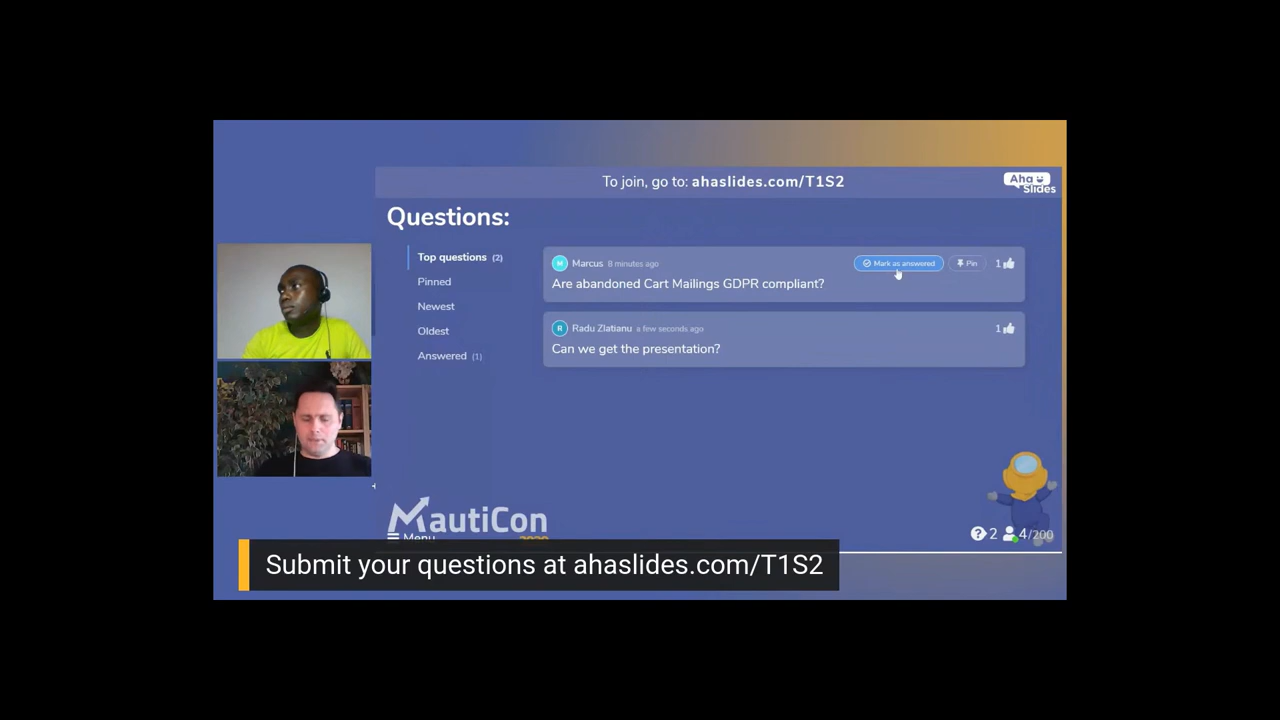 To join, go to: ahaslides.com/T1S2
Aha
Slides
Questions:
Top questions (2)
Pinned
Newest
Oldest
Answered (1)
M Marcus 8 minutes ago
Mark as answered
Pin
1
Are abandoned Cart Mailings GDPR compliant?
R Radu Zlatianu a few seconds ago
1
Can we get the presentation?
MautiCon
2020
Menu
? 2 4/200
Submit your questions at ahaslides.com/T1S2